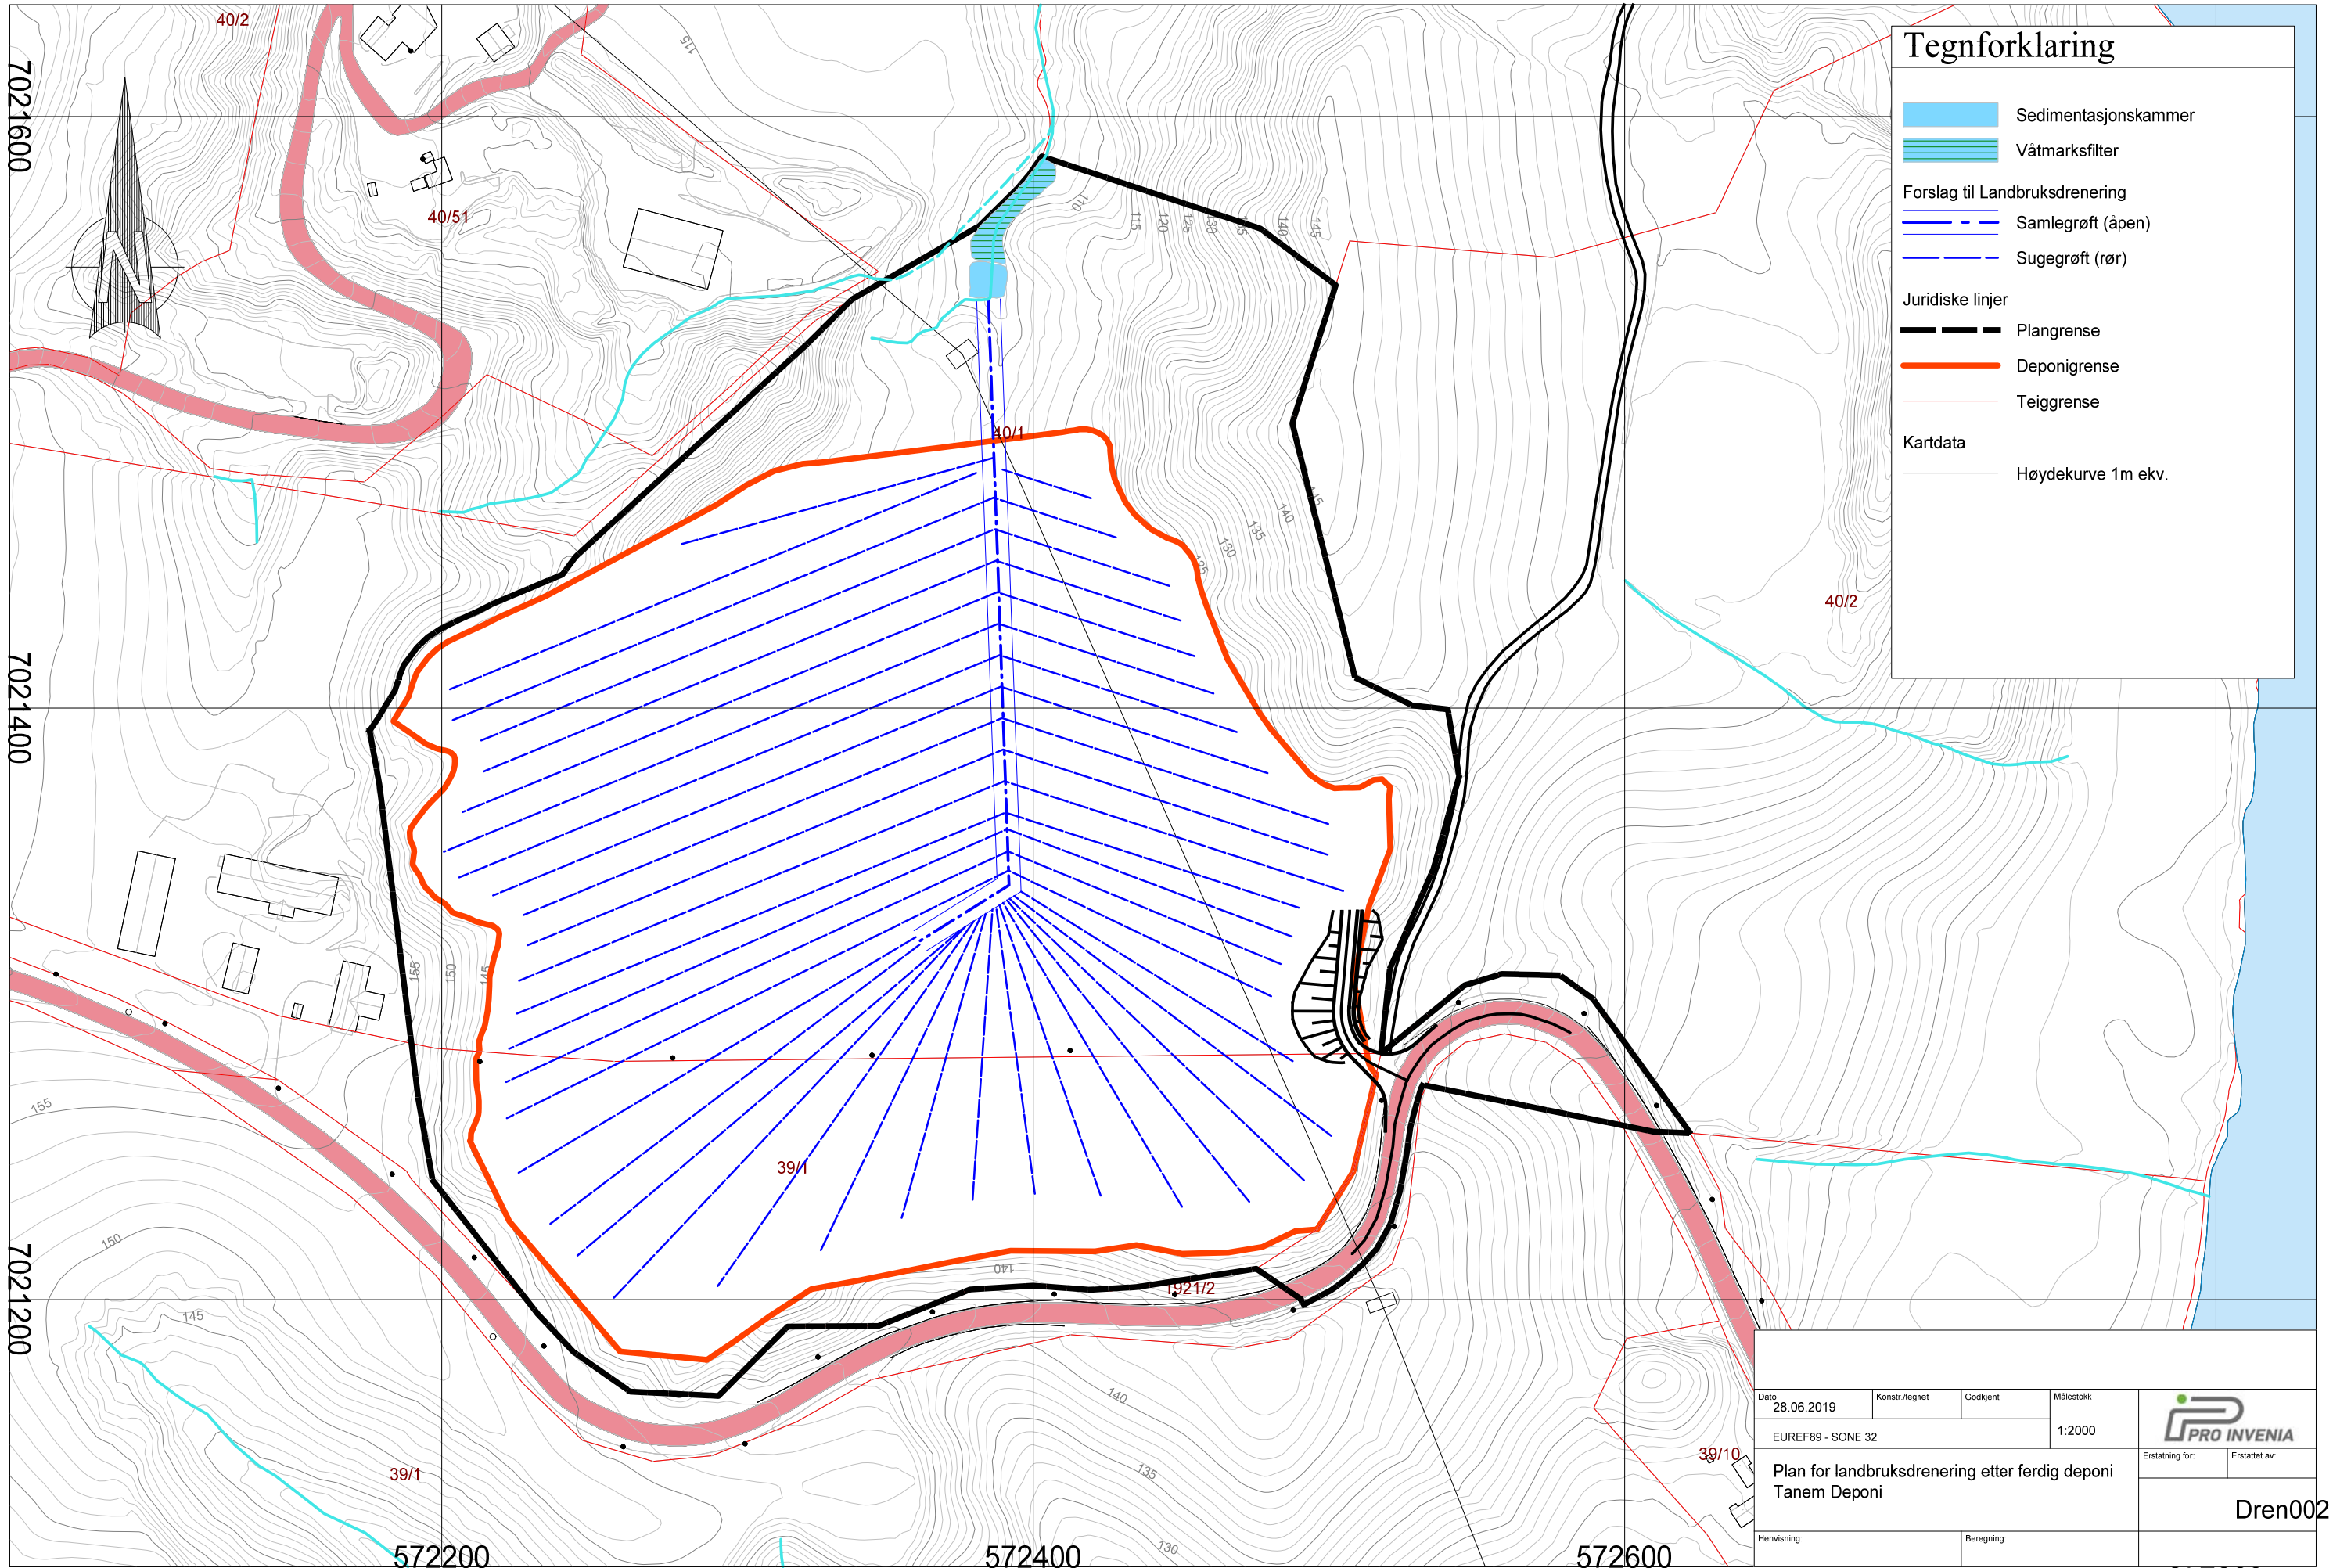 Tegnforklaring
Sedimentasjonskammer
Våtmarksfilter
Forslag til Landbruksdrenering
Samlegrøft (åpen)
Sugegrøft (rør)
Juridiske linjer
Plangrense
Deponigrense
Teiggrense
Kartdata
Høydekurve 1m ekv.
40/2
115
7021600
40/51
N
110
115
120
125
130
135
140
145
40/1
145
140
135
130
125
40/2
7021400
155
150
145
39/1
155
150
145
7021200
140
1921/2
140
135
130
39/1
39/10
572200
572400
572600
Dato
28.06.2019
Konstr./tegnet
Godkjent
Målestokk
1:2000
EUREF89 - SONE 32
PRO INVENIA
Erstatning for:
Erstattet av:
Plan for landbruksdrenering etter ferdig deponi
Tanem Deponi
Dren002
Henvisning:
Beregning: